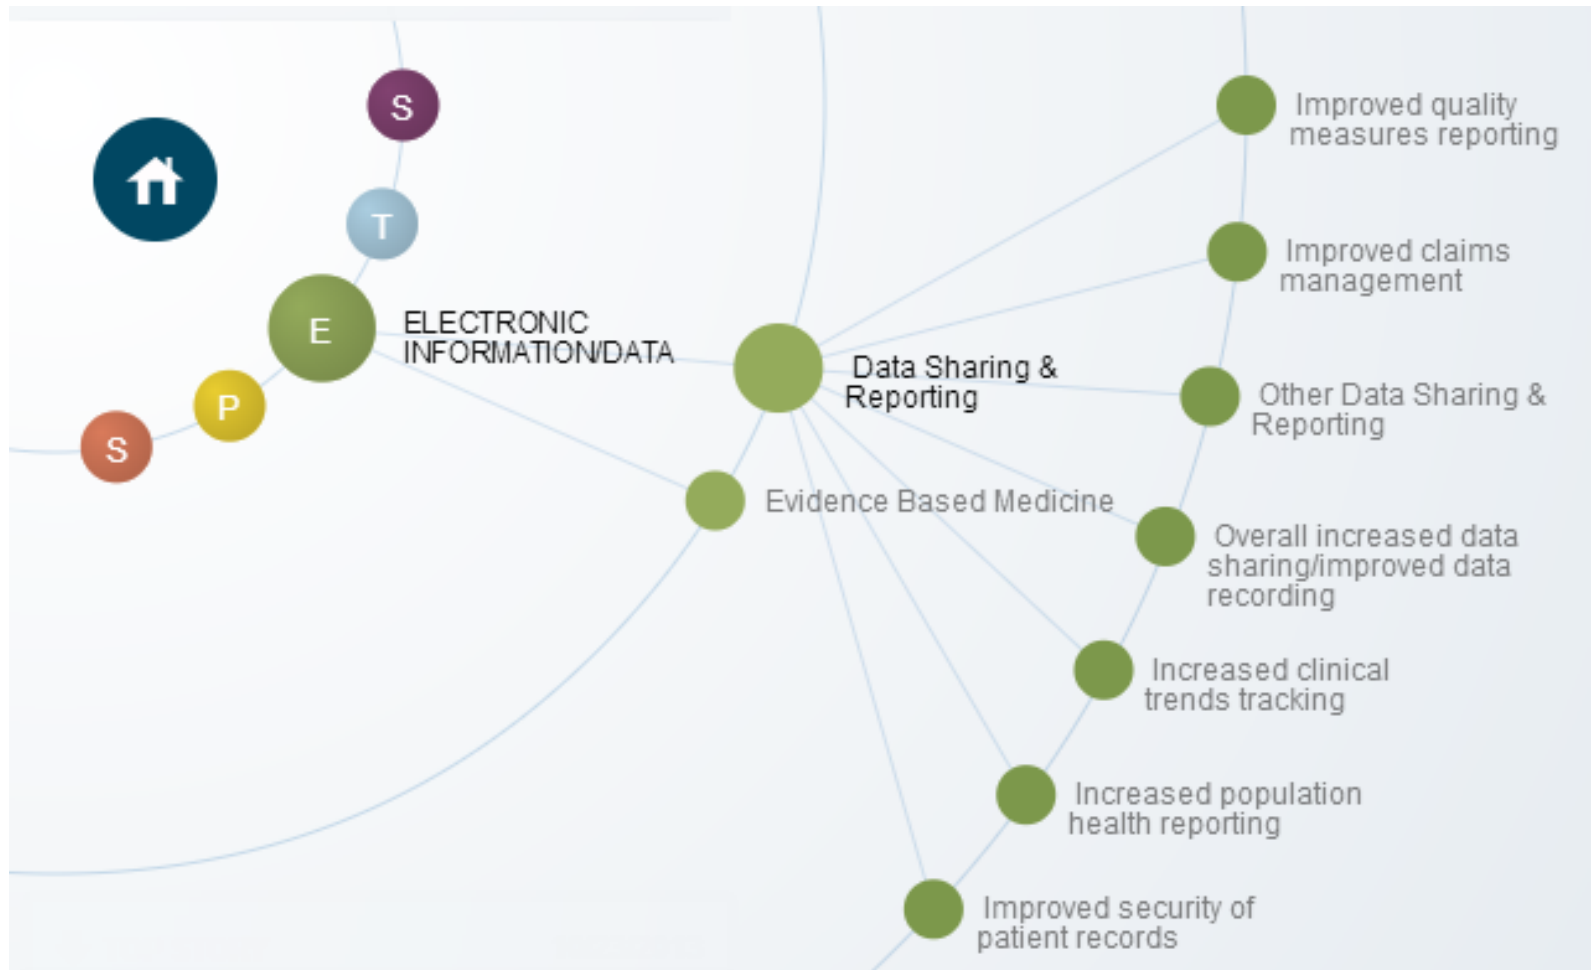 S
T
E
P
S
ELECTRONIC
INFORMATION/DATA
Data Sharing &
Reporting
Evidence Based Medicine
Improved quality
measures reporting
Improved claims
management
Other Data Sharing &
Reporting
Overall increased data
sharing/improved data
recording
Increased clinical
trends tracking
Increased population
health reporting
Improved security of
patient records